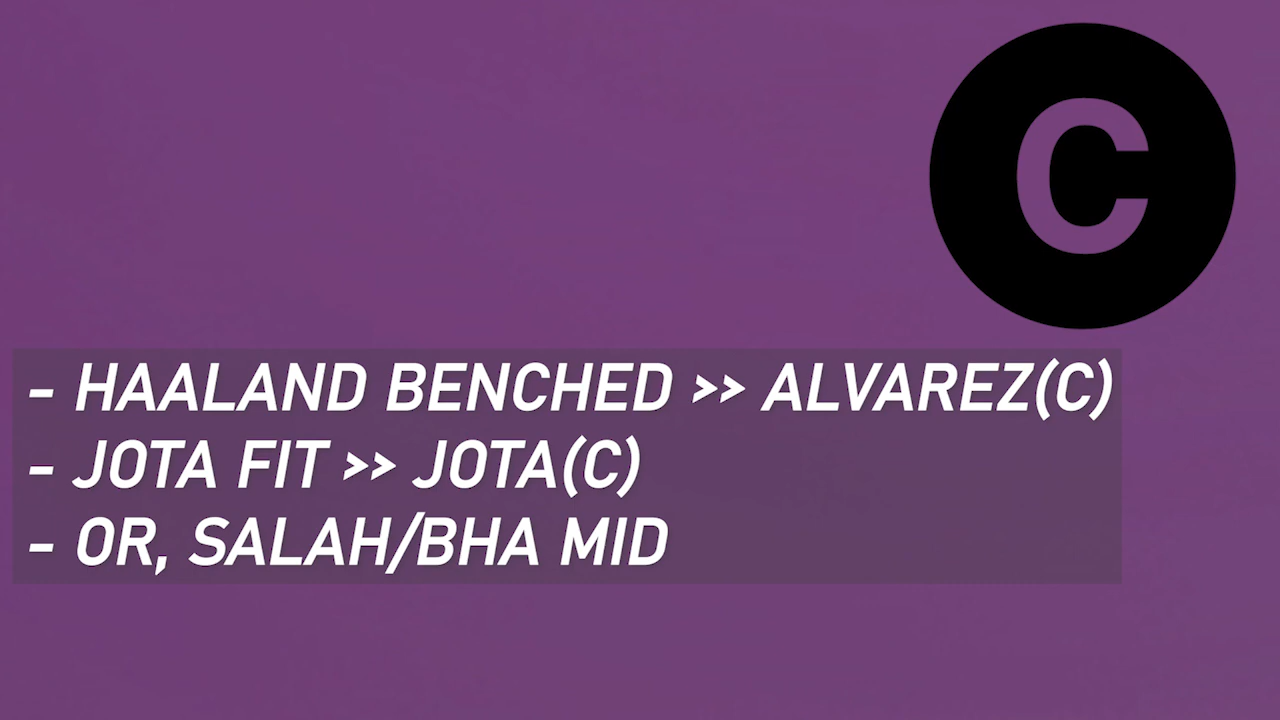 C
- HAALAND BENCHED >> ALVAREZ(C)
- JOTA FIT >> JOTA(C)
- OR, SALAH/BHA MID